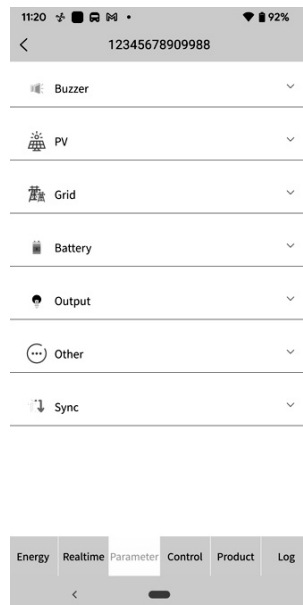 11:20 92%
12345678909988
Buzzer
PV
Grid
Battery
Output
Other
Sync
Energy Realtime Parameter Control Product Log